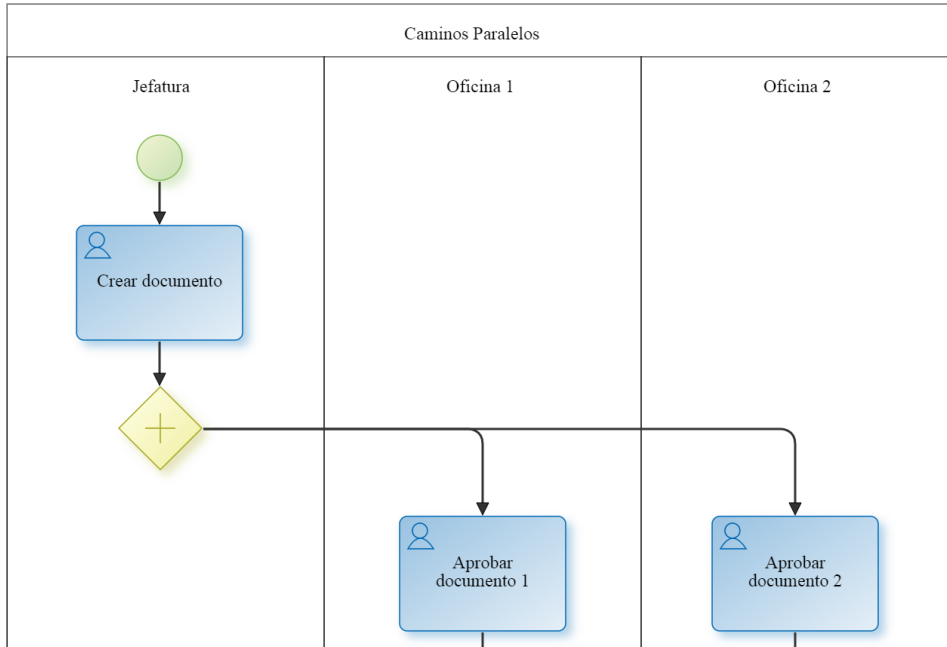 Caminos Paralelos
Jefatura
Oficina 1
Oficina 2
Crear documento
Aprobar
documento 1
Aprobar
documento 2